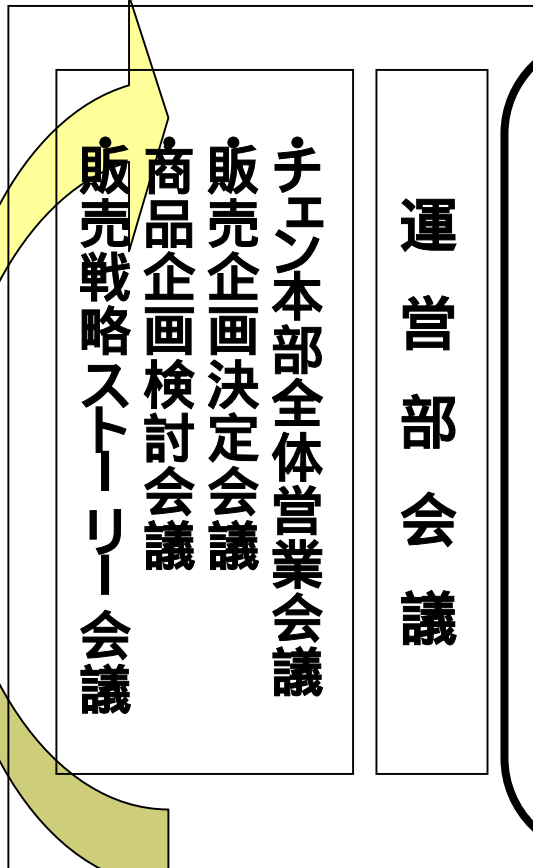 運営部会議
・チェン本部全体営業会議
・販売企画決定会議
・商品企画検討会議
・販売戦略ストーリー会議